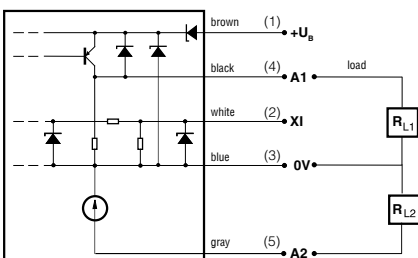 brown (1) +UB
black (4) A1 load
white (2) XI
RL1
blue (3) 0V
RL2
gray (5) A2